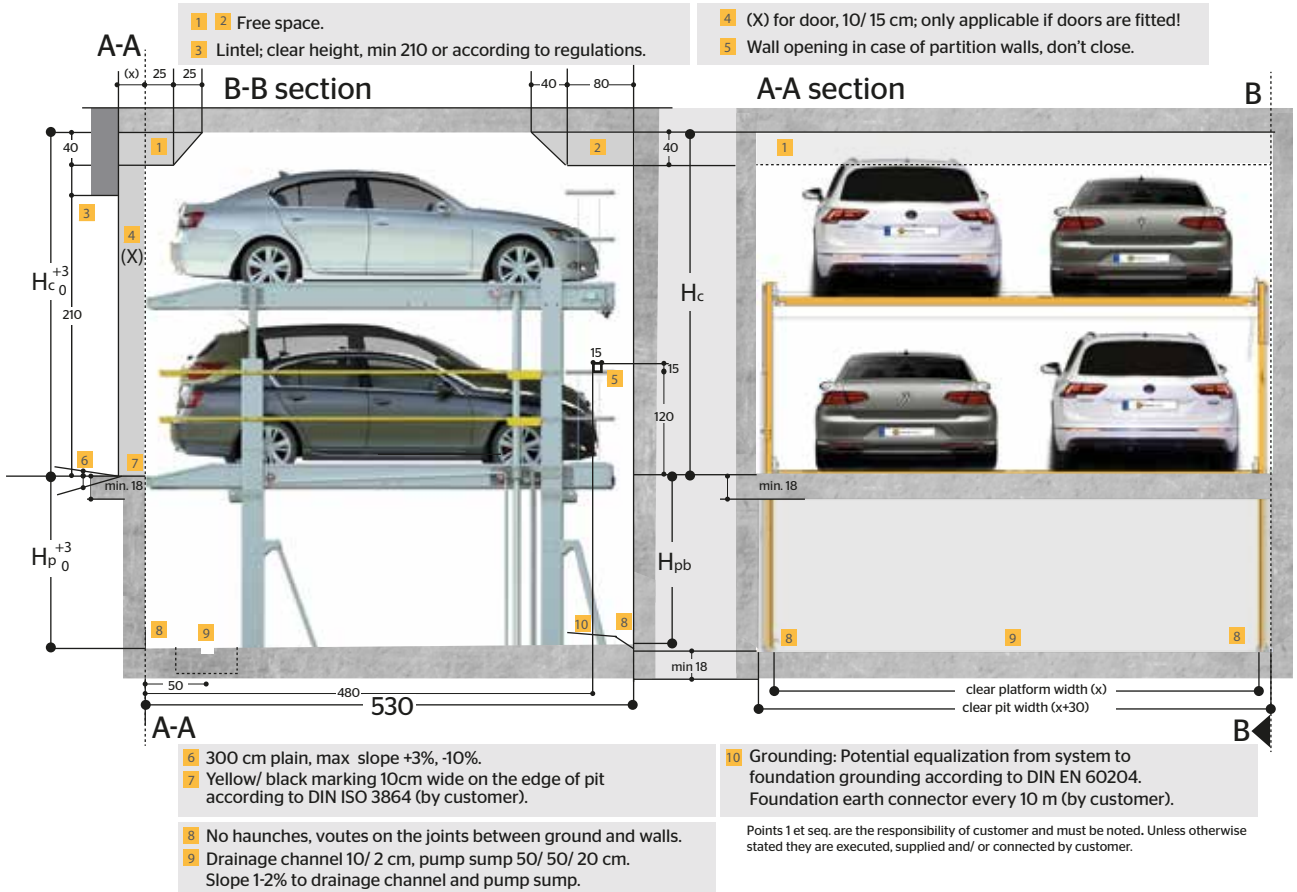 1 2 Free space.
3 Lintel; clear height, min 210 or according to regulations.
4 (X) for door, 10/ 15 cm; only applicable if doors are fitted!
5 Wall opening in case of partition walls, don't close.
A-A
(x) 25 25
B-B section
40 80
A-A section
B
40
1
2
40
1
3
4
(X)
Hc +3 0
210
Hc
15
15
5
120
6
7
min. 18
min. 18
Hp +3 0
Hpb
8
9
10
8
8
9
8
min 18
50
480
530
clear platform width (x)
clear pit width (x+30)
A-A
B
6 300 cm plain, max slope +3%, -10%.
7 Yellow/ black marking 10cm wide on the edge of pit
according to DIN ISO 3864 (by customer).
8 No haunches, voutes on the joints between ground and walls.
9 Drainage channel 10/ 2 cm, pump sump 50/ 50/ 20 cm.
Slope 1-2% to drainage channel and pump sump.
10 Grounding: Potential equalization from system to
foundation grounding according to DIN EN 60204.
Foundation earth connector every 10 m (by customer).
Points 1 et seq. are the responsibility of customer and must be noted. Unless otherwise
stated they are executed, supplied and/ or connected by customer.